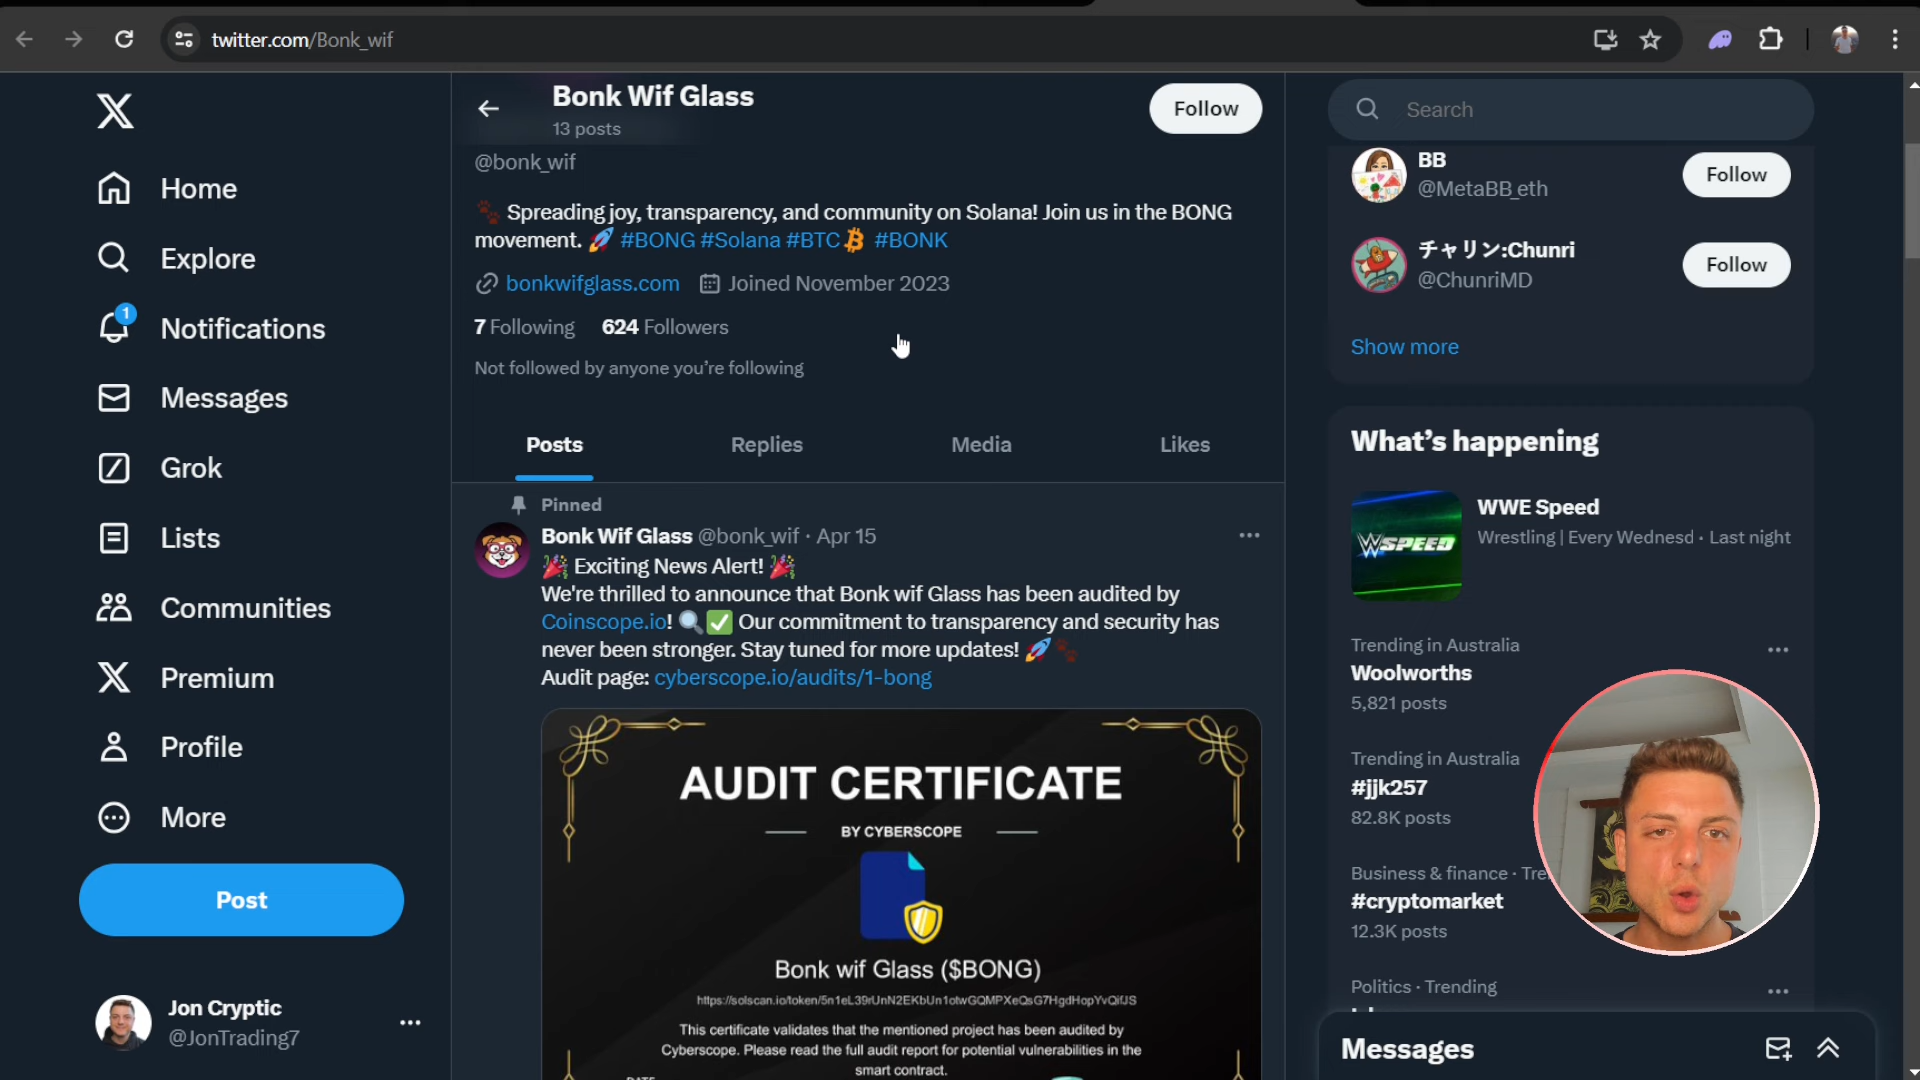 twitter.com/Bonk_wif
Home
Explore
1
Notifications
Messages
Grok
Lists
Communities
Premium
Profile
More
Post
Jon Cryptic
@JonTrading7
Bonk Wif Glass
13 posts
Follow
@bonk_wif
Spreading joy, transparency, and community on Solana! Join us in the BONG
movement. #BONG #Solana #BTC #BONK
bonkwifglass.com Joined November 2023
7 Following 624 Followers
Not followed by anyone you're following
Posts Replies Media Likes
Pinned
Bonk Wif Glass @bonk_wif · Apr 15
Exciting News Alert!
We're thrilled to announce that Bonk wif Glass has been audited by
Coinscope.io! Our commitment to transparency and security has
never been stronger. Stay tuned for more updates!
Audit page: cyberscope.io/audits/1-bong
AUDIT CERTIFICATE
BY CYBERSCOPE
Bonk wif Glass ($BONG)
This certificate validates that the mentioned project has been audited by
Cyberscope. Please read the full audit report for potential vulnerabilities in the
smart contract.
Search
BB
@MetaBB_eth
Follow
チャリン:Chunri
@ChunriMD
Follow
Show more
What's happening
WSPEED
WWE Speed
Wrestling | Every Wednesd · Last night
Trending in Australia
Woolworths
5,821 posts
Trending in Australia
#jjk257
82.8K posts
Business & finance · Tre
#cryptomarket
12.3K posts
Politics · Trending
Messages